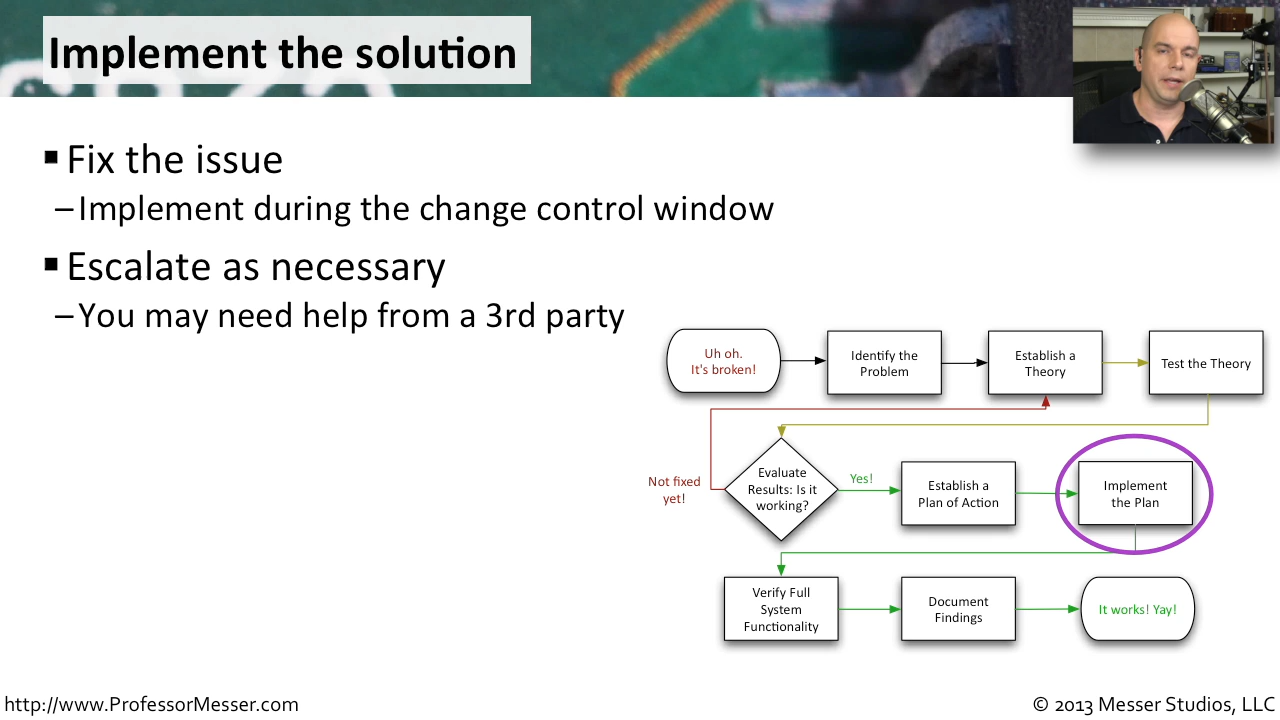 Implement the solution
▪Fix the issue
–Implement during the change control window
▪Escalate as necessary
–You may need help from a 3rd party
Uh oh.
It's broken!
Identify the
Problem
Establish a
Theory
Test the Theory
Not fixed
yet!
Evaluate
Results: Is it
working?
Yes!
Establish a
Plan of Action
Implement
the Plan
Verify Full
System
Functionality
Document
Findings
It works! Yay!
http://www.ProfessorMesser.com
© 2013 Messer Studios, LLC